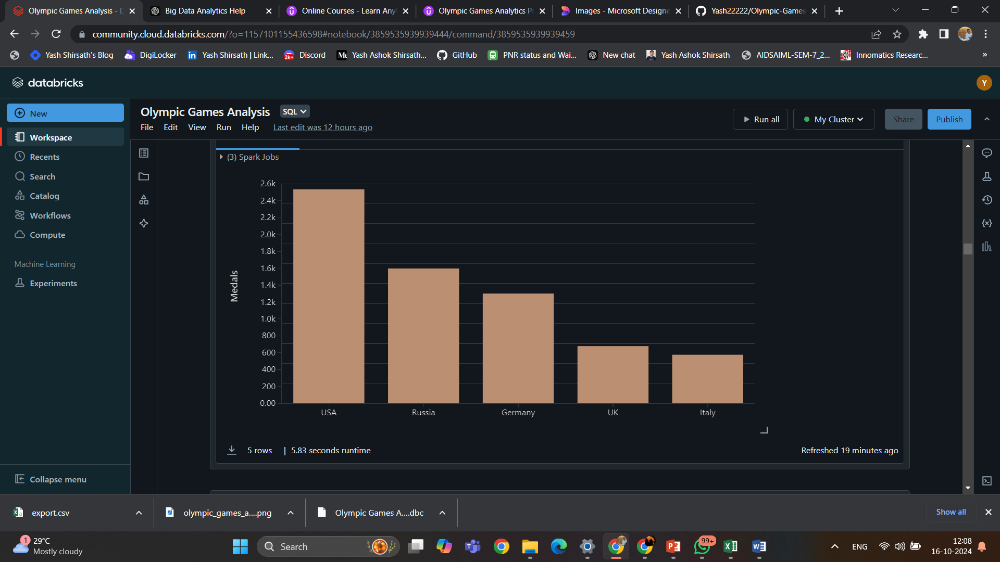 Olympic Games Analysis - D
Big Data Analytics Help
Online Courses - Learn Any
Olympic Games Analytics Pr
Images - Microsoft Designe
Yash22222/Olympic-Games
community.cloud.databricks.com/?o=1157101155436598#notebook/3859535939939444/command/3859535939939459
Yash Shirsath's Blog
DigiLocker
Yash Shirsath | Link...
2k+
Discord
Yash Ashok Shirsath...
GitHub
PNR status and Wai...
New chat
Yash Ashok Shirsath
AIDSAIML-SEM-7_2...
Innomatics Researc...
»
databricks
Y
New
Workspace
Recents
Search
Catalog
Workflows
Compute
Machine Learning
Experiments
Collapse menu
Olympic Games Analysis
SQL
File Edit View Run Help Last edit was 12 hours ago
Run all
My Cluster
Share
Publish
(3) Spark Jobs
2.6k
2.4k
2.2k
2.0k
1.8k
1.6k
1.4k
1.2k
1.0k
800
600
400
200
0.00
Medals
USA Russia Germany UK Italy
5 rows | 5.83 seconds runtime
Refreshed 19 minutes ago
export.csv
olympic_games_a....png
Olympic Games A....dbc
Show all
1
29°C
Mostly cloudy
Search
99+
ENG
12:08
16-10-2024